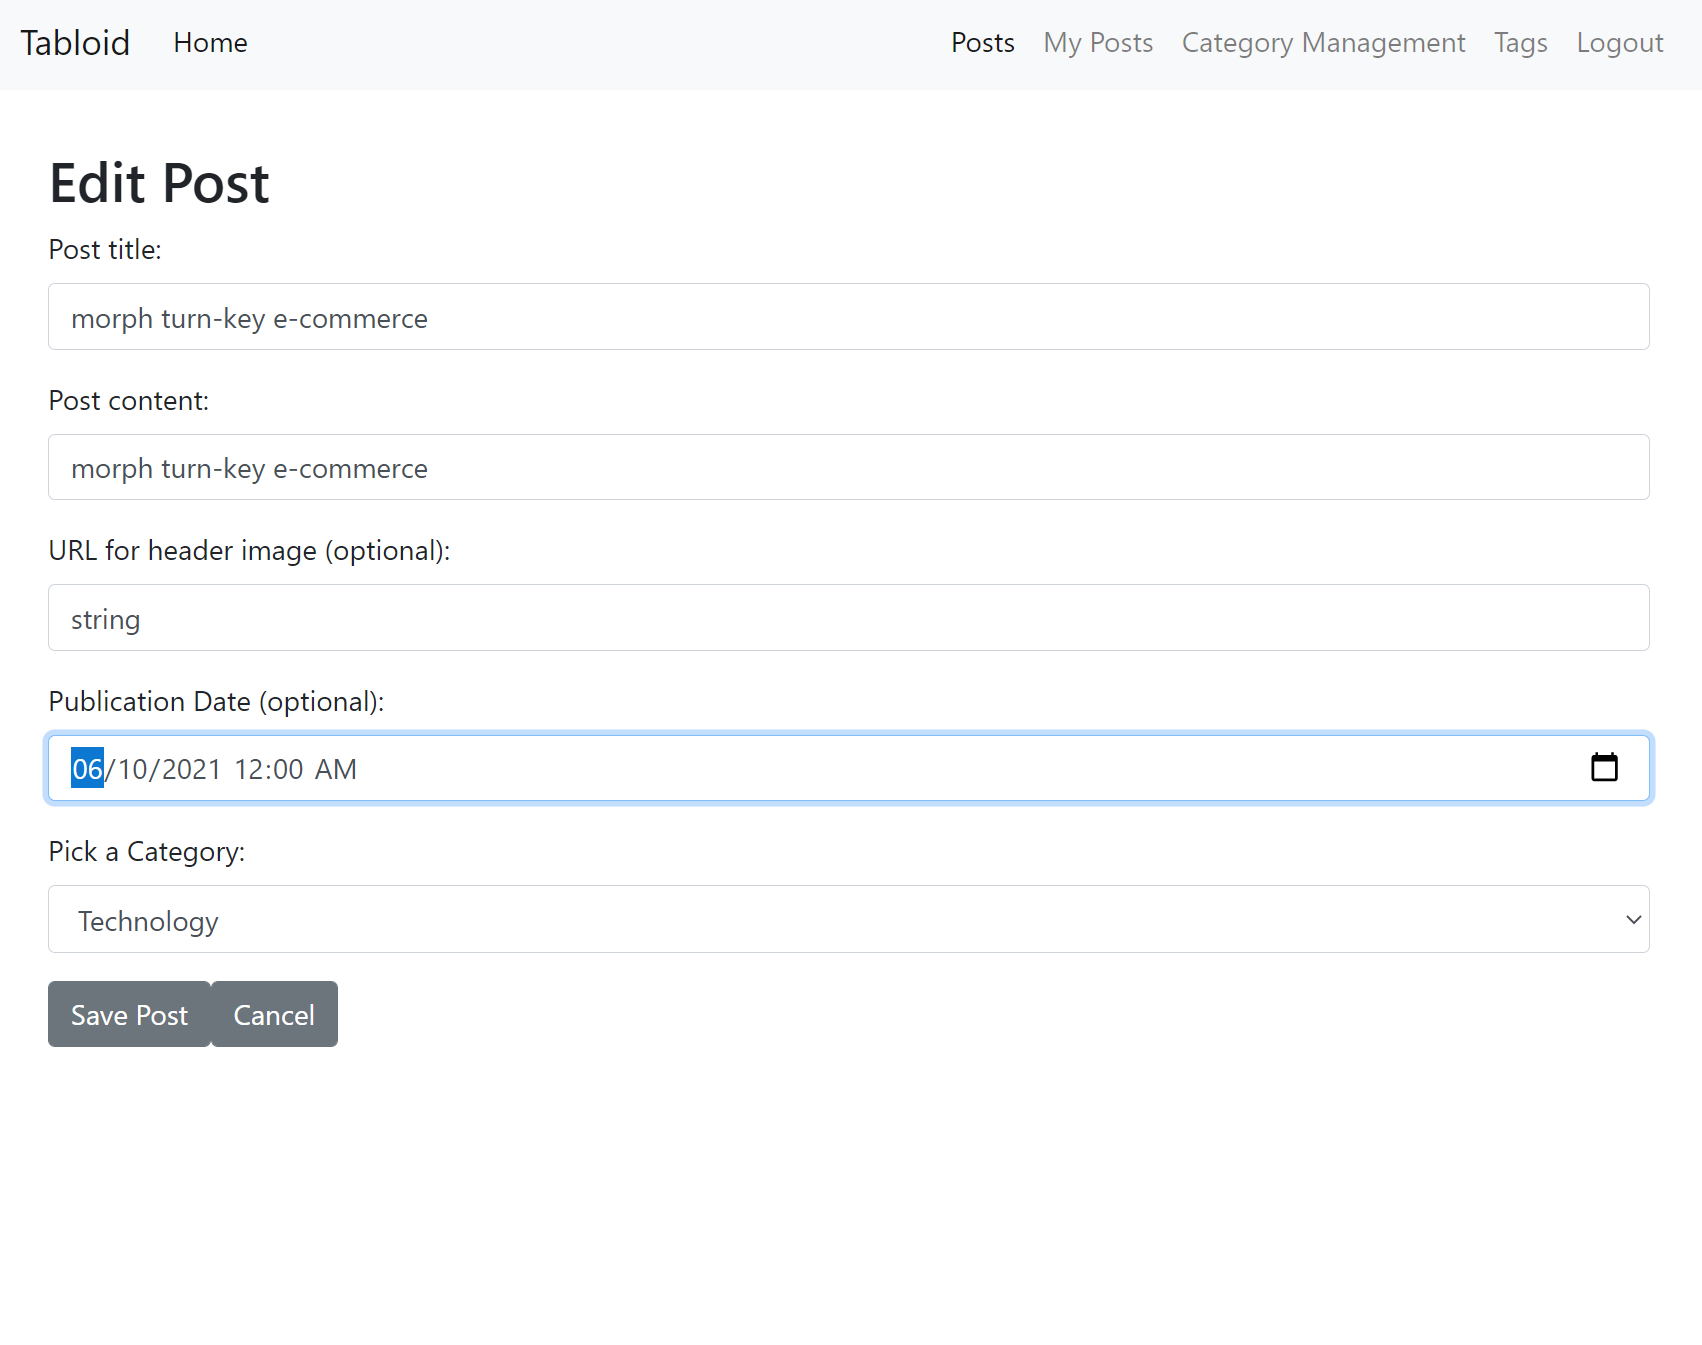 Tabloid Home Posts My Posts Category Management Tags Logout
Edit Post
Post title:
morph turn-key e-commerce
Post content:
morph turn-key e-commerce
URL for header image (optional):
string
Publication Date (optional):
06/10/2021 12:00 AM
Pick a Category:
Technology
Save Post Cancel